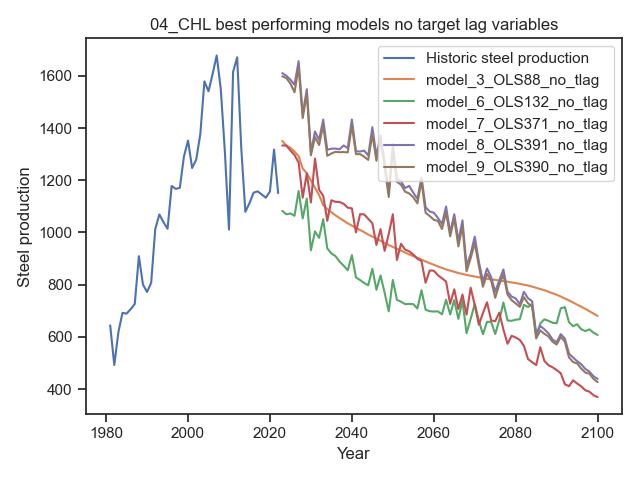 04_CHL best performing models no target lag variables
Historic steel production
model_3_OLS88_no_tlag
model_6_OLS132_no_tlag
model_7_OLS371_no_tlag
model_8_OLS391_no_tlag
model_9_OLS390_no_tlag
Steel production
1600
1400
1200
1000
800
600
400
1980 2000 2020 2040 2060 2080 2100
Year